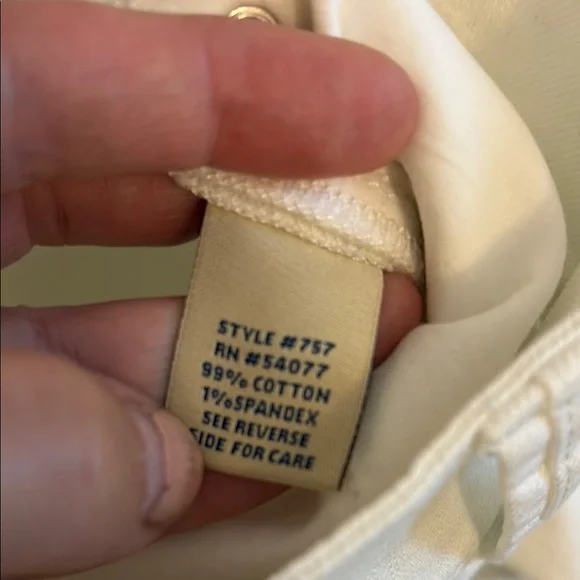 STYLE #757
RN #54077
99% COTTON
1%SPANDEX
SEE REVERSE
SIDE FOR CARE